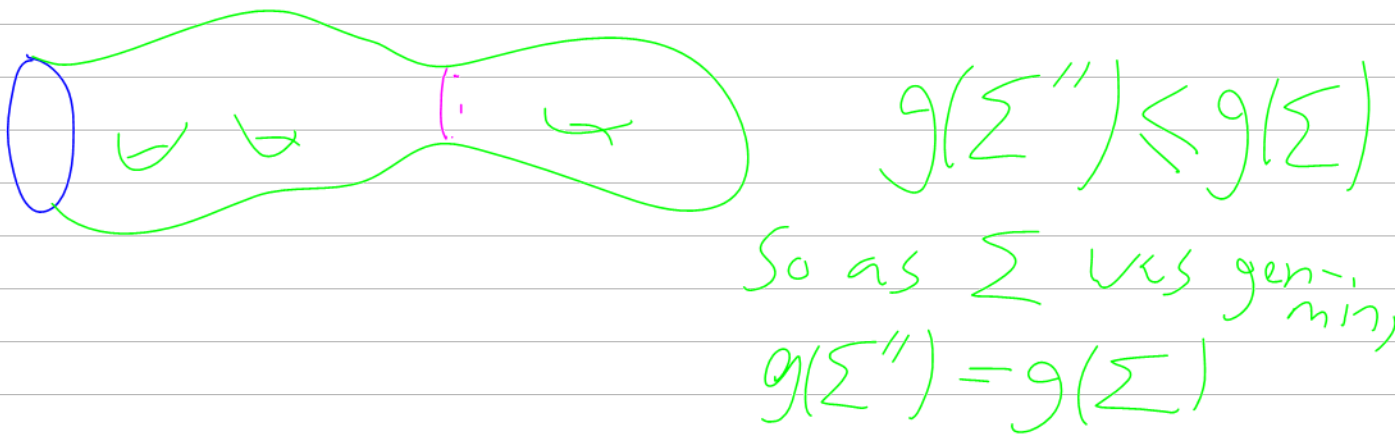 g(Σ'') ≤ g(Σ)
So as Σ was gen-
min,
g(Σ'') = g(Σ)